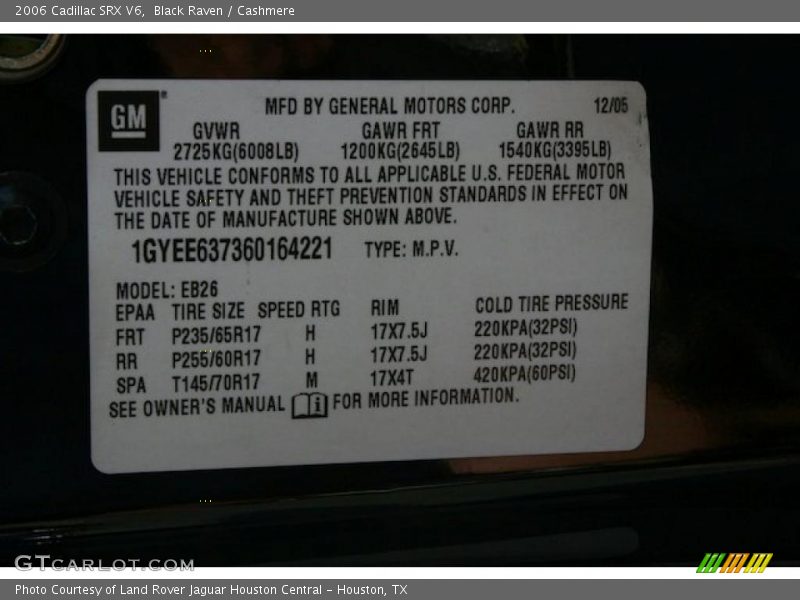 2006 Cadillac SRX V6, Black Raven / Cashmere
GM
MFD BY GENERAL MOTORS CORP. 12/05
GVWR GAWR FRT GAWR RR
2725KG(6008LB) 1200KG(2645LB) 1540KG(3395LB)
THIS VEHICLE CONFORMS TO ALL APPLICABLE U.S. FEDERAL MOTOR
VEHICLE SAFETY AND THEFT PREVENTION STANDARDS IN EFFECT ON
THE DATE OF MANUFACTURE SHOWN ABOVE.
1GYEE637360164221 TYPE: M.P.V.
MODEL: EB26
EPAA TIRE SIZE SPEED RTG RIM COLD TIRE PRESSURE
FRT P235/65R17 H 17X7.5J 220KPA(32PSI)
RR P255/60R17 H 17X7.5J 220KPA(32PSI)
SPA T145/70R17 M 17X4T 420KPA(60PSI)
SEE OWNER'S MANUAL i FOR MORE INFORMATION.
GTCARLOT.COM
Photo Courtesy of Land Rover Jaguar Houston Central - Houston, TX